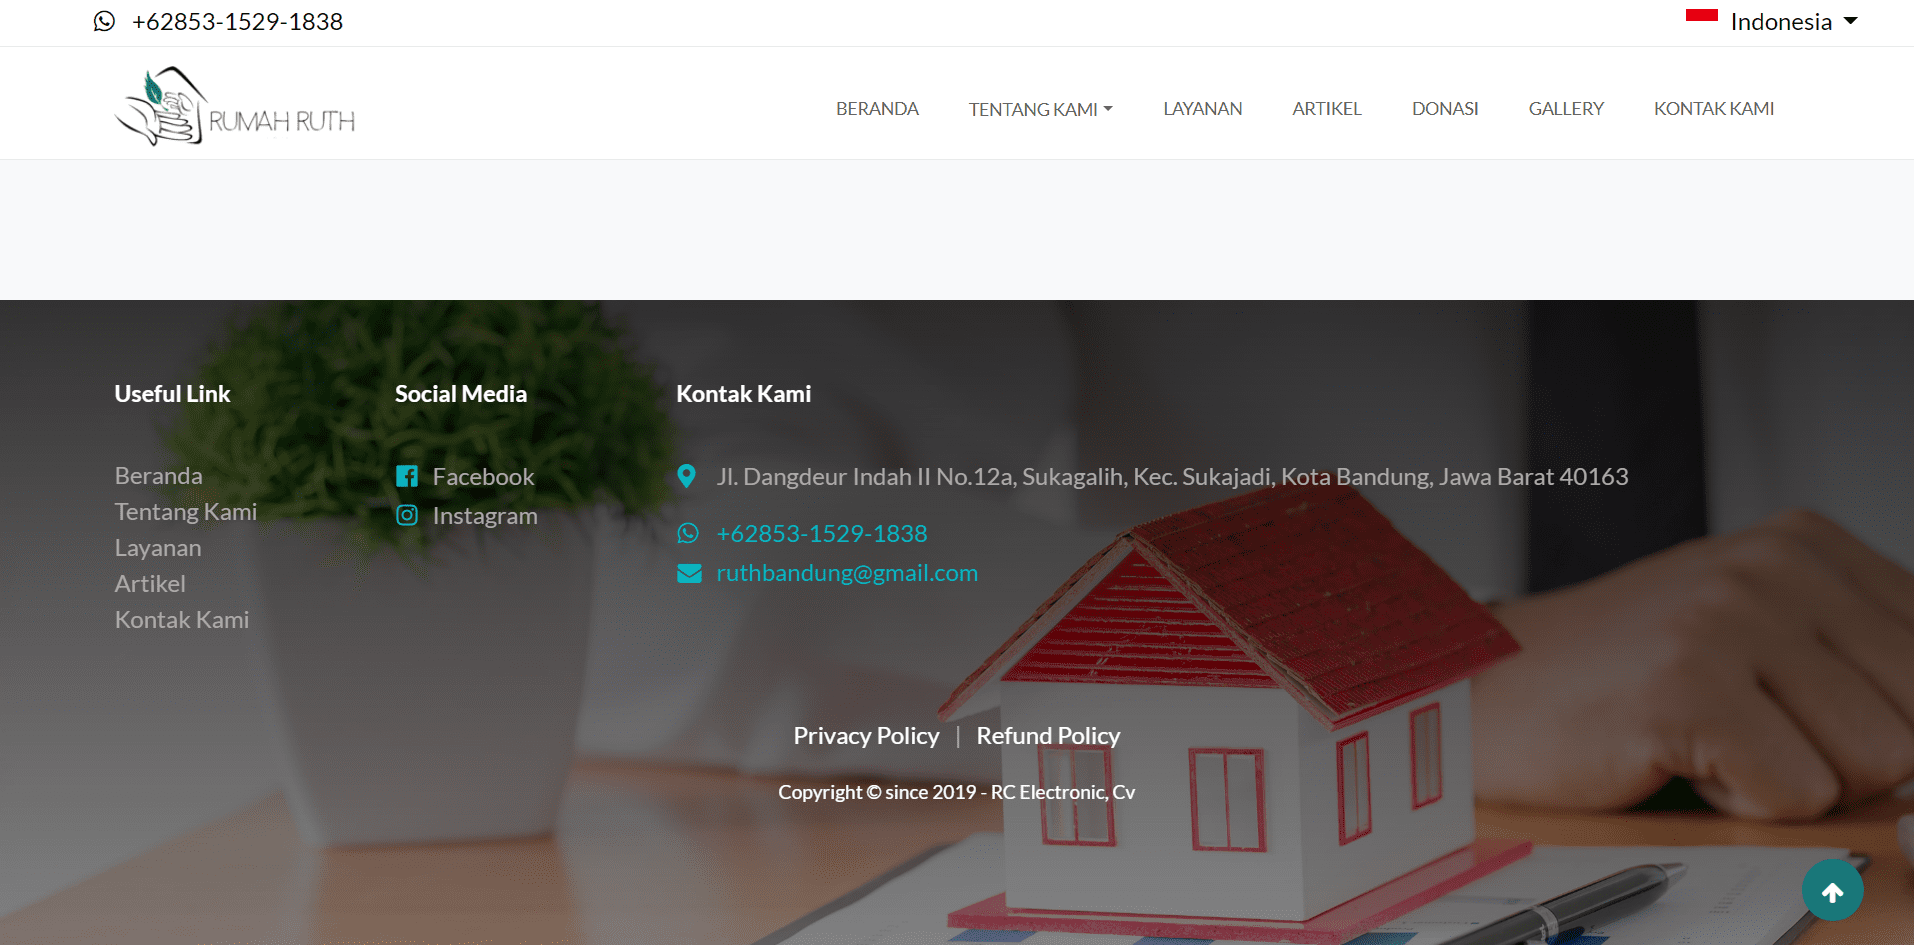 +62853-1529-1838
Indonesia
RUMAH RUTH
BERANDA TENTANG KAMI LAYANAN ARTIKEL DONASI GALLERY KONTAK KAMI
Useful Link
Beranda
Tentang Kami
Layanan
Artikel
Kontak Kami
Social Media
Facebook
Instagram
Kontak Kami
Jl. Dangdeur Indah II No.12a, Sukagalih, Kec. Sukajadi, Kota Bandung, Jawa Barat 40163
+62853-1529-1838
ruthbandung@gmail.com
Privacy Policy | Refund Policy
Copyright © since 2019 - RC Electronic, Cv